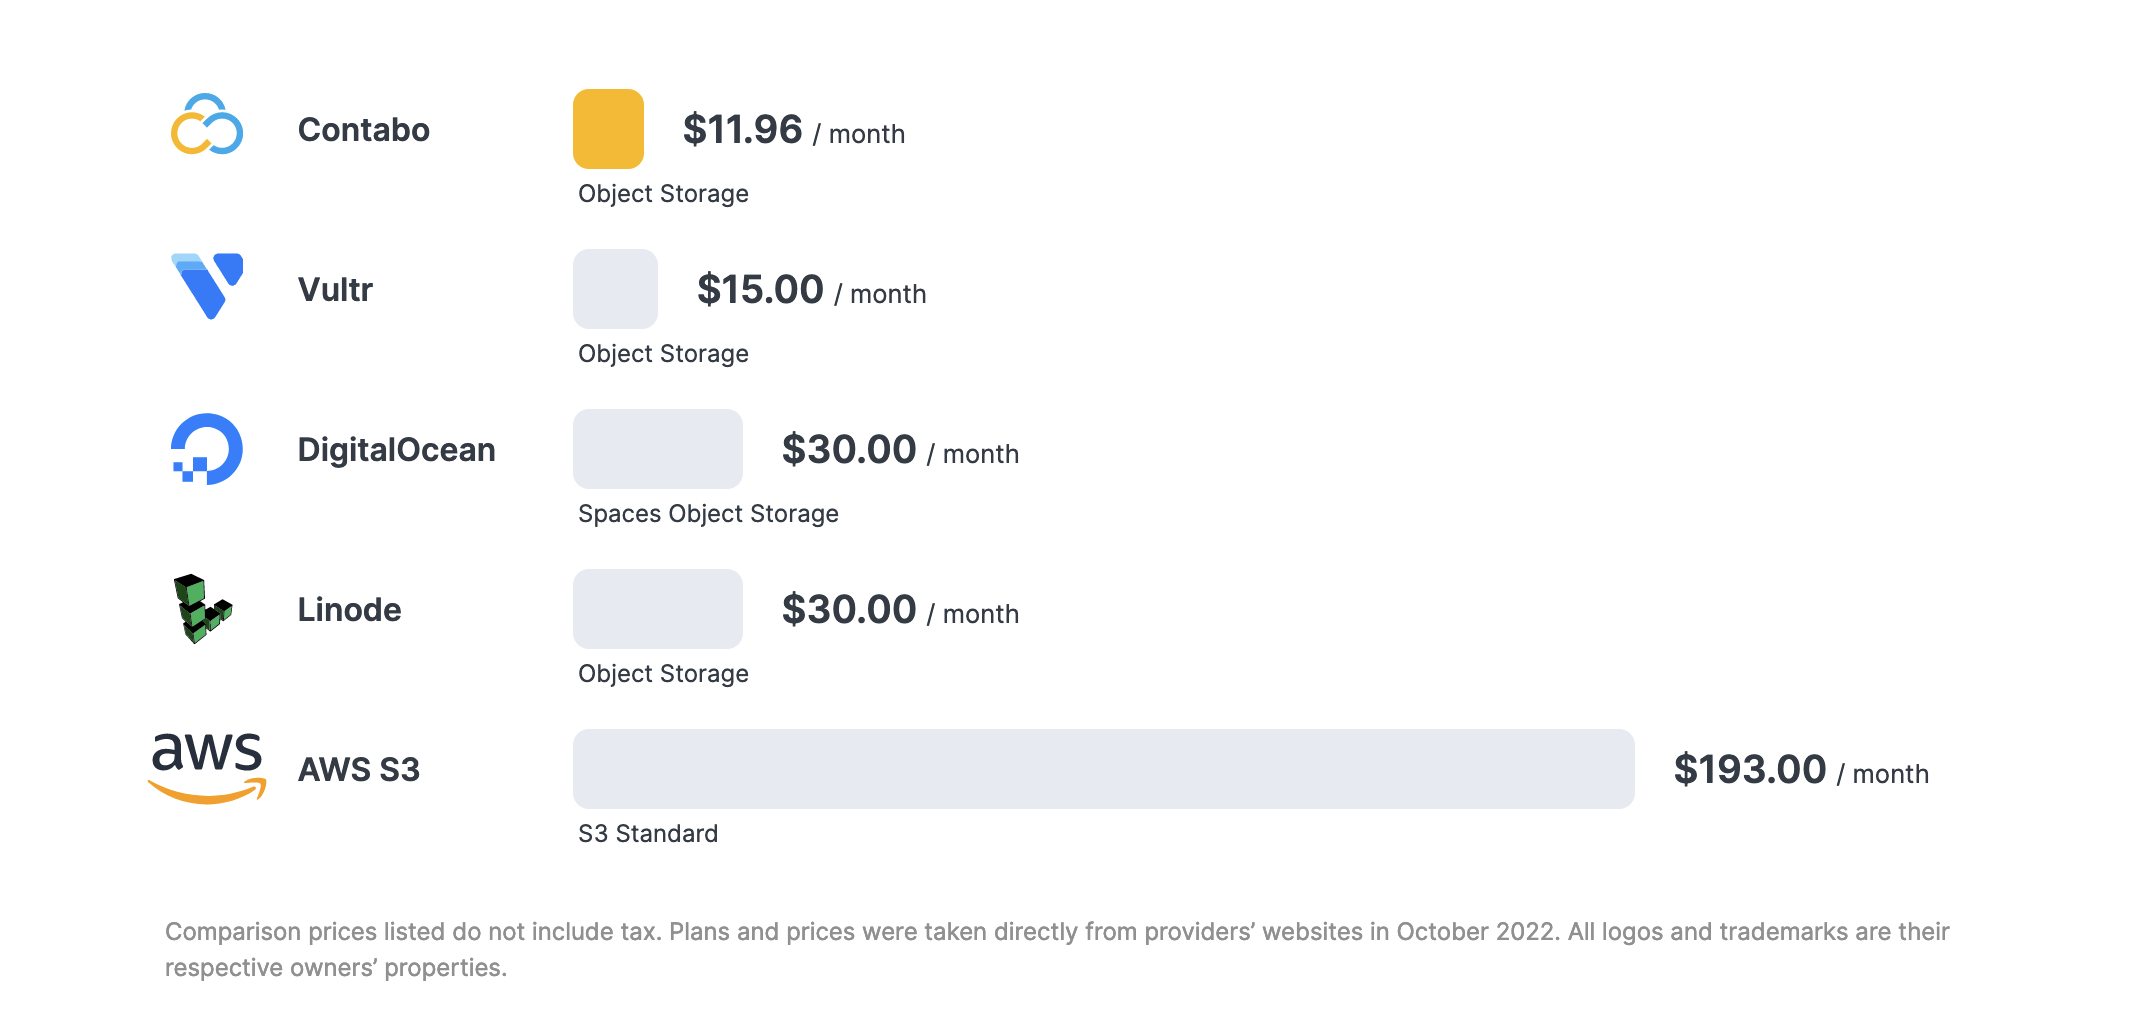 Contabo
$11.96 / month
Object Storage
Vultr
$15.00 / month
Object Storage
DigitalOcean
$30.00 / month
Spaces Object Storage
Linode
$30.00 / month
Object Storage
aws
AWS S3
$193.00 / month
S3 Standard
Comparison prices listed do not include tax. Plans and prices were taken directly from providers’ websites in October 2022. All logos and trademarks are their
respective owners’ properties.